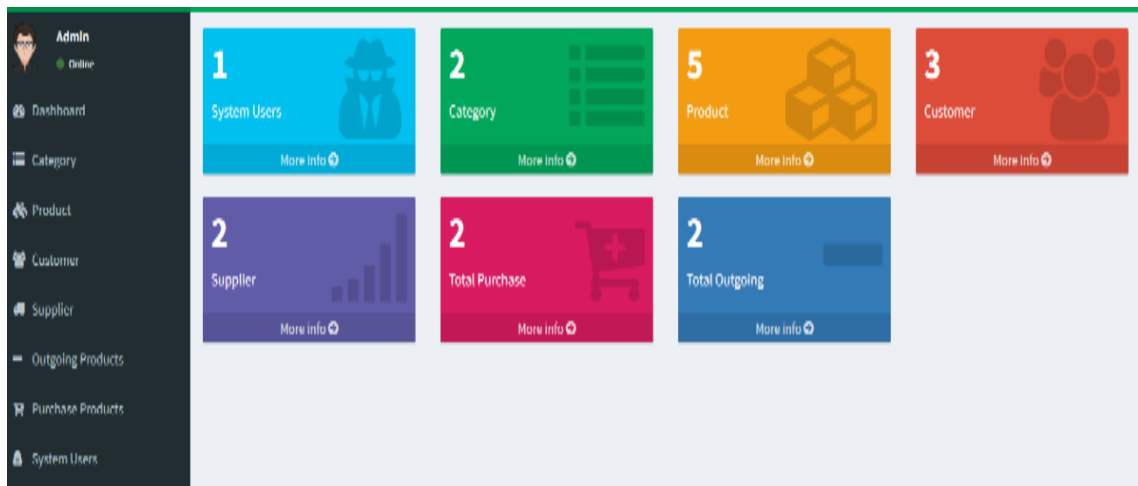 Admin
Online
Dashboard
Category
Product
Customer
Supplier
Outgoing Products
Purchase Products
System Users
1
System Users
More info
2
Category
More info
5
Product
More info
3
Customer
More info
2
Supplier
More info
2
Total Purchase
More info
2
Total Outgoing
More info